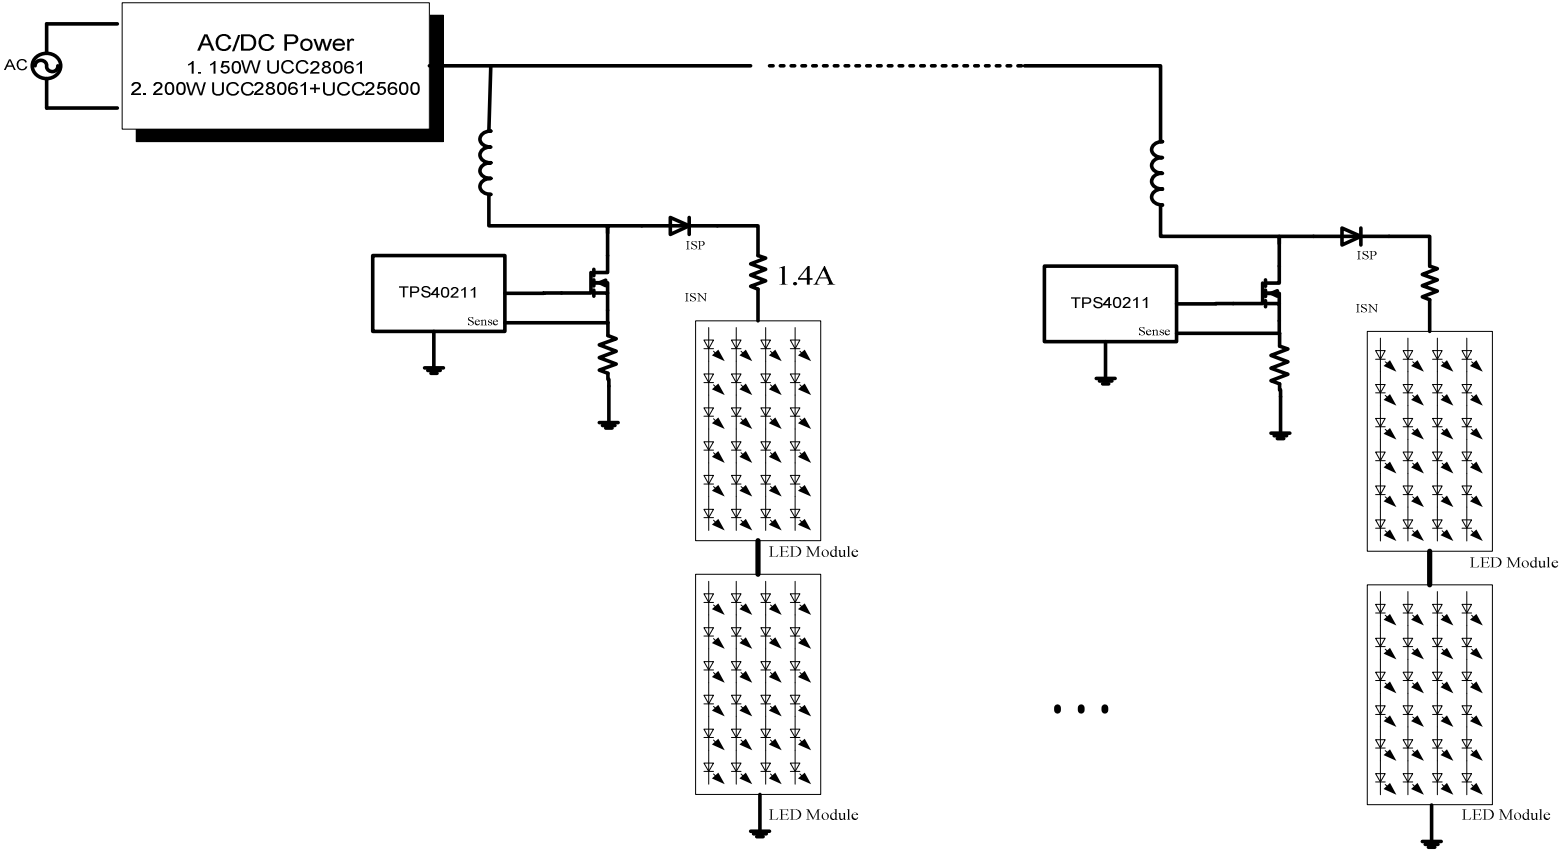 AC
AC/DC Power
1. 150W UCC28061
2. 200W UCC28061+UCC25600
ISP
1.4A
ISN
TPS40211
Sense
LED Module
LED Module
ISP
ISN
TPS40211
Sense
LED Module
LED Module